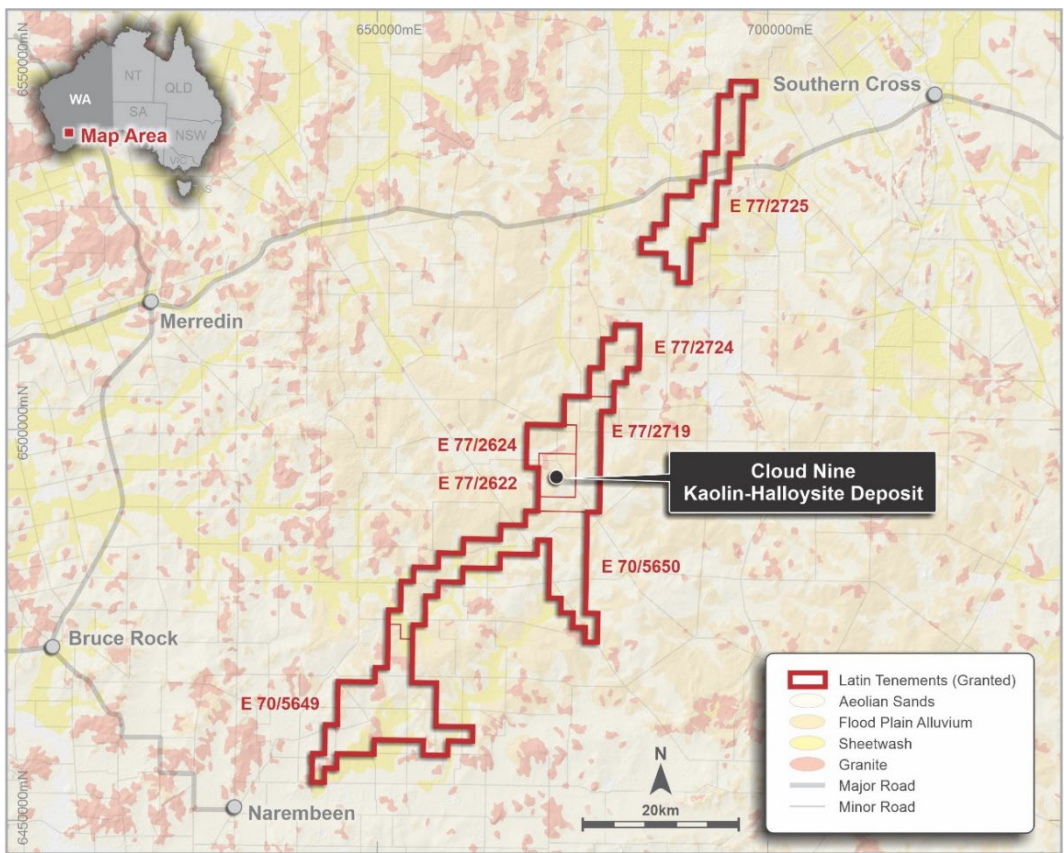 650000mE
700000mE
6550000mN
6500000mN
6450000mN
NT
QLD
WA
SA
NSW
VIC
Map Area
Southern Cross
E 77/2725
Merredin
E 77/2724
E 77/2624
E 77/2719
E 77/2622
Cloud Nine
Kaolin-Halloysite Deposit
E 70/5650
Bruce Rock
E 70/5649
Narembeen
N
20km
Latin Tenements (Granted)
Aeolian Sands
Flood Plain Alluvium
Sheetwash
Granite
Major Road
Minor Road